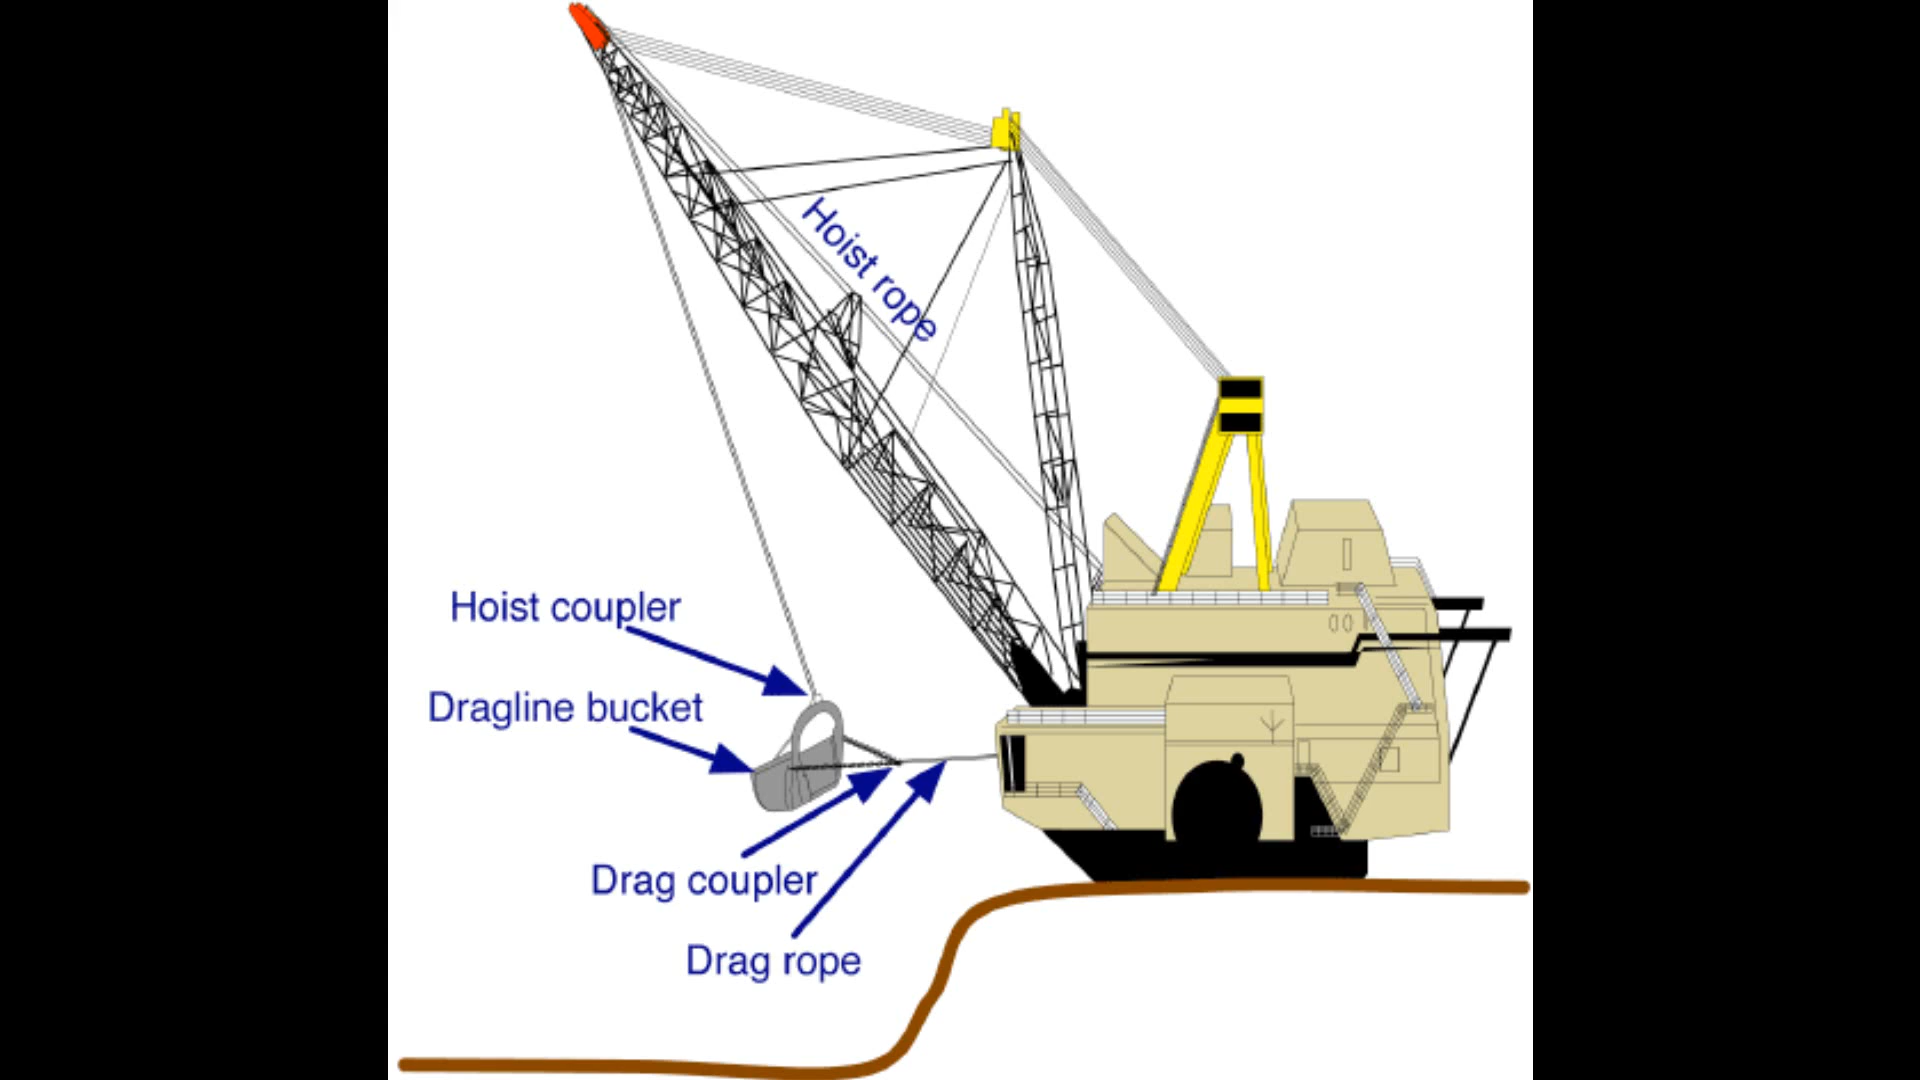 Hoist rope
Hoist coupler
Dragline bucket
Drag coupler
Drag rope